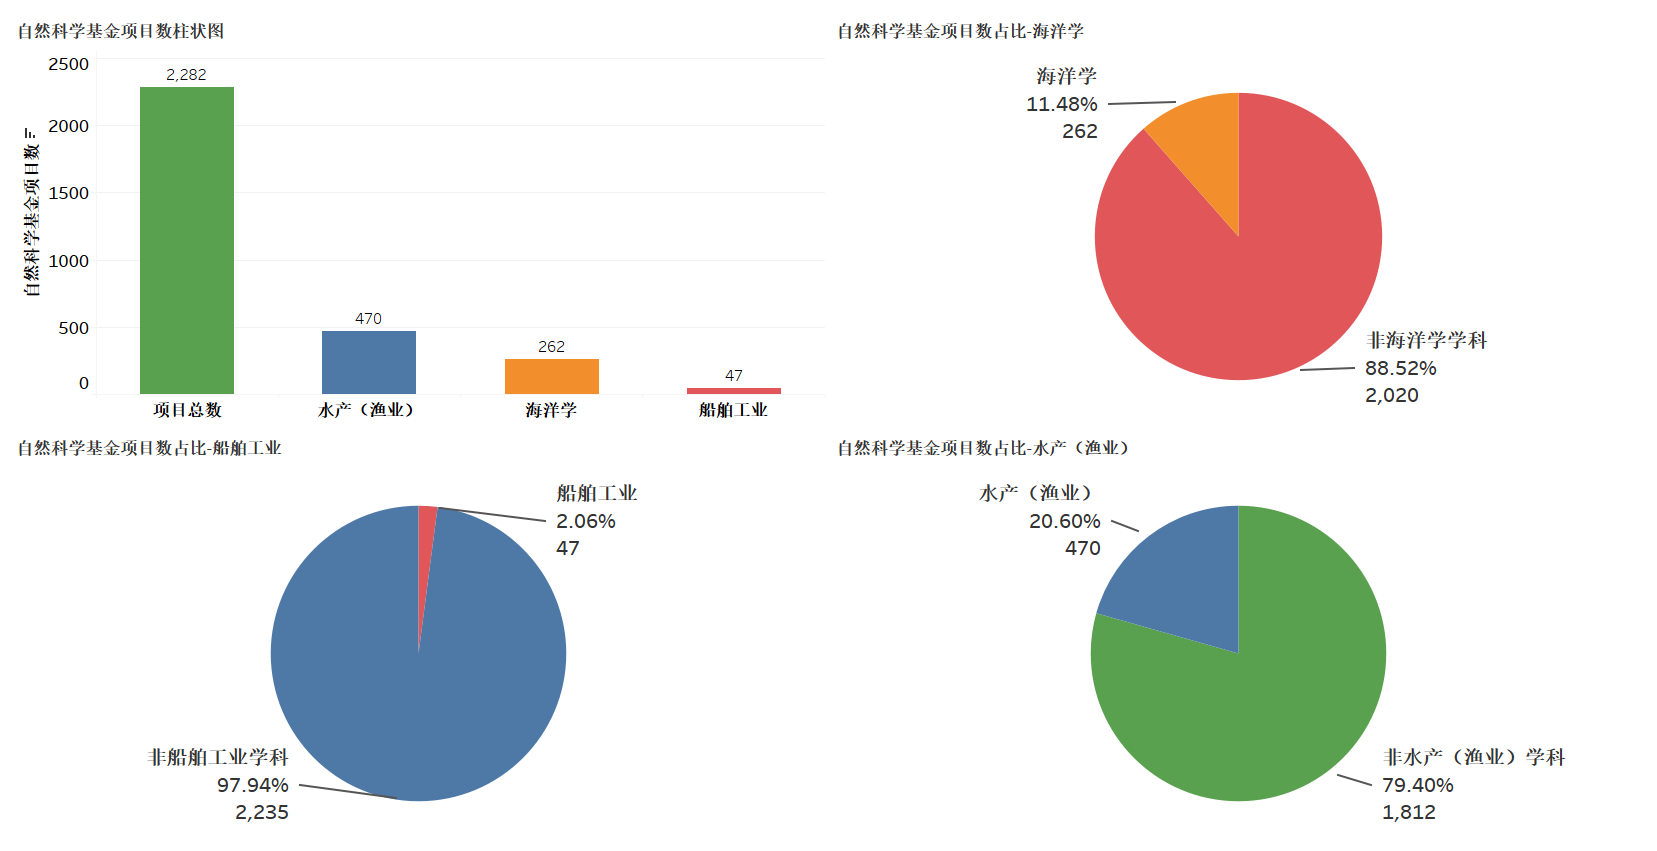 自然科学基金项目数柱状图
自然科学基金项目数
2500
2000
1500
1000
500
0
2,282
470
262
47
项目总数
水产（渔业）
海洋学
船舶工业
自然科学基金项目数占比-海洋学
海洋学
11.48%
262
非海洋学学科
88.52%
2,020
自然科学基金项目数占比-船舶工业
船舶工业
2.06%
47
非船舶工业学科
97.94%
2,235
自然科学基金项目数占比-水产（渔业）
水产（渔业）
20.60%
470
非水产（渔业）学科
79.40%
1,812